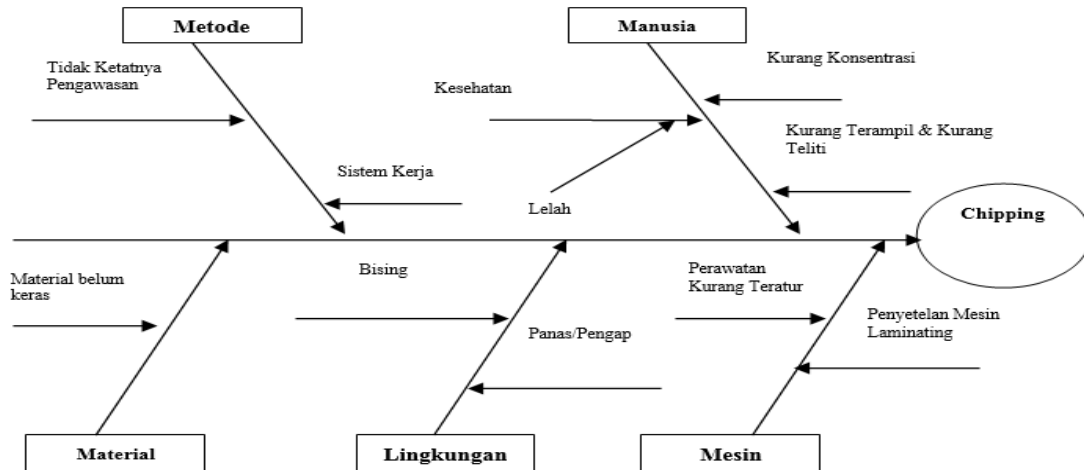 Metode
Manusia
Tidak Ketatnya
Pengawasan
Kesehatan
Kurang Konsentrasi
Kurang Terampil & Kurang
Teliti
Sistem Kerja
Lelah
Chipping
Material belum
keras
Bising
Perawatan
Kurang Teratur
Panas/Pengap
Penyetelan Mesin
Laminating
Material
Lingkungan
Mesin